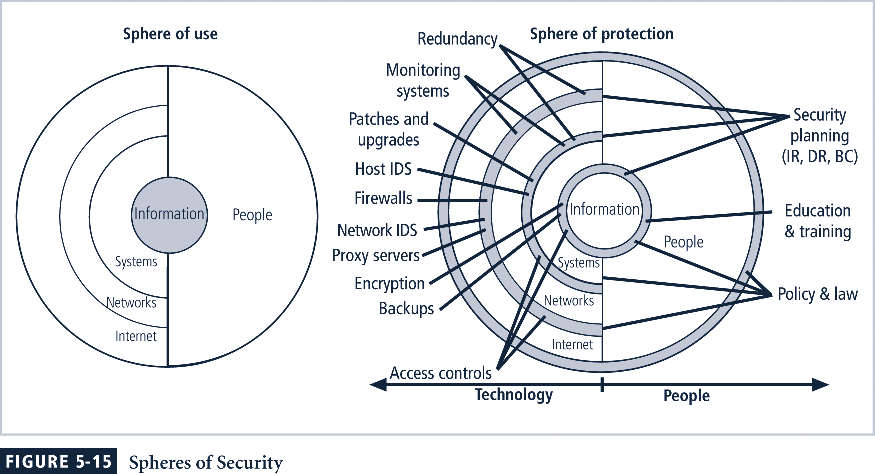 Sphere of use
Information
People
Systems
Networks
Internet
Sphere of protection
Redundancy
Monitoring
systems
Patches and
upgrades
Host IDS
Firewalls
Network IDS
Proxy servers
Encryption
Backups
Access controls
Information
People
Systems
Networks
Internet
Security
planning
(IR, DR, BC)
Education
& training
Policy & law
Technology
People
FIGURE 5-15 Spheres of Security